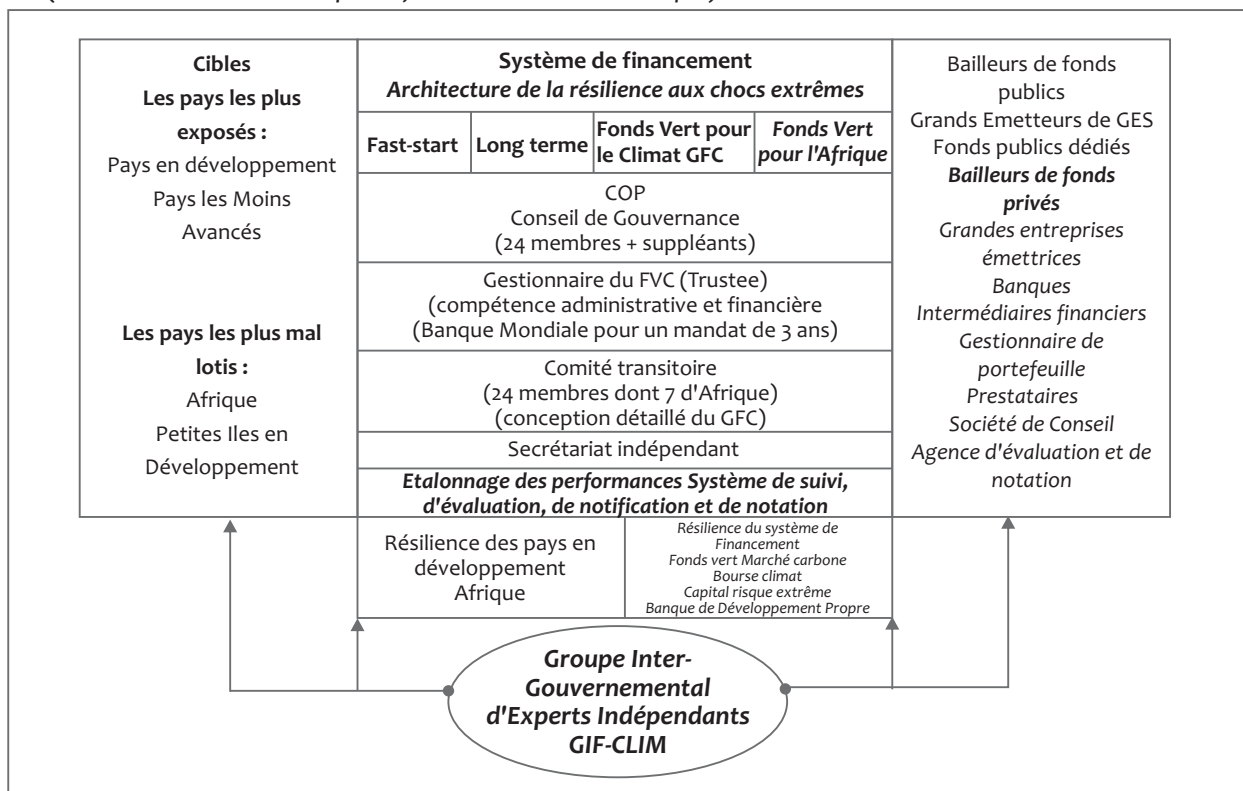 Cibles
Les pays les plus
exposés :
Pays en développement
Pays les Moins
Avancés
Les pays les plus mal
lotis :
Afrique
Petites Iles en
Développement
Système de financement
Architecture de la résilience aux chocs extrêmes
Fast-start
Long terme
Fonds Vert pour
le Climat GFC
Fonds Vert
pour l'Afrique
COP
Conseil de Gouvernance
(24 membres + suppléants)
Gestionnaire du FVC (Trustee)
(compétence administrative et financière
(Banque Mondiale pour un mandat de 3 ans)
Comité transitoire
(24 membres dont 7 d'Afrique)
(conception détaillé du GFC)
Secrétariat indépendant
Etalonnage des performances Système de suivi,
d'évaluation, de notification et de notation
Bailleurs de fonds
publics
Grands Emetteurs de GES
Fonds publics dédiés
Bailleurs de fonds
privés
Grandes entreprises
émettrices
Banques
Intermédiaires financiers
Gestionnaire de
portefeuille
Prestataires
Société de Conseil
Agence d'évaluation et de
notation
Résilience des pays en
développement
Afrique
Résilience du système de
Financement
Fonds vert Marché carbone
Bourse climat
Capital risque extrême
Banque de Développement Propre
Groupe Inter-
Gouvernemental
d'Experts Indépendants
GIF-CLIM